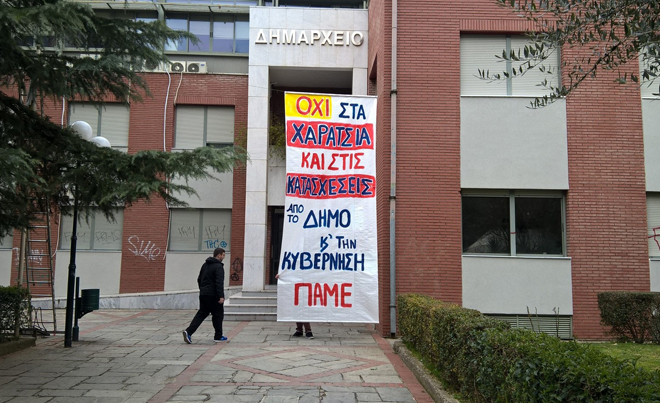 ΔΗΜΑΡΧΕΙΟ
ΟΧΙ ΣΤΑ
ΧΑΡΑΤΣΙΑ
ΚΑΙ ΣΤΙΣ
ΚΑΤΑΣΧΕΣΕΙΣ
ΑΠΟ
ΤΟ ΔΗΜΟ
Κ' ΤΗΝ
ΚΥΒΕΡΝΗΣΗ
ΠΑΜΕ